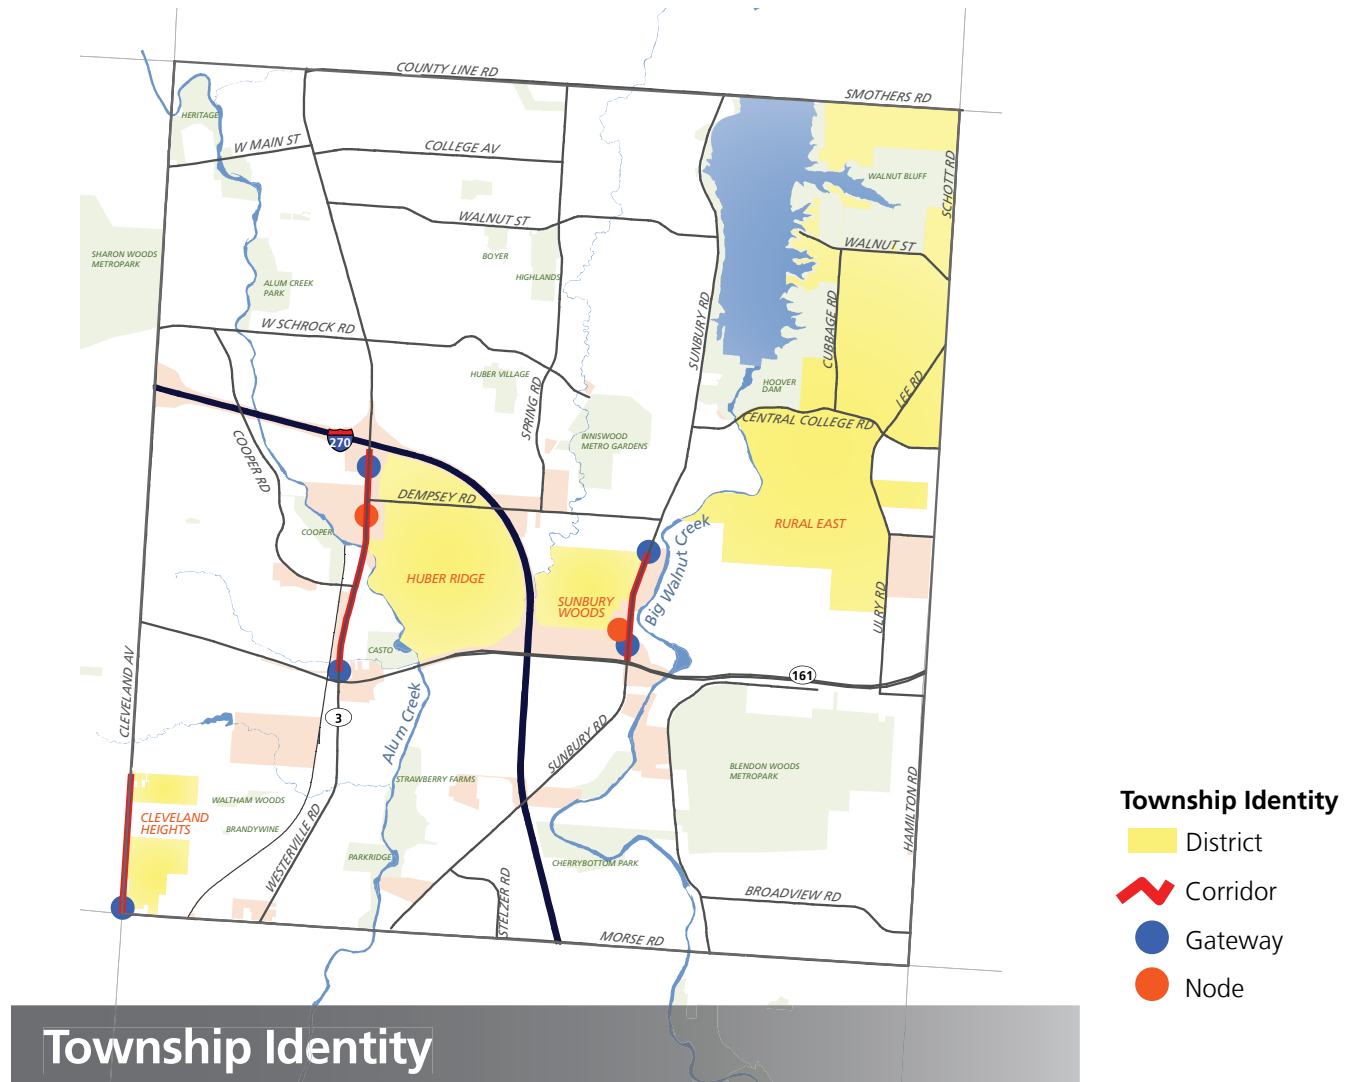 COUNTY LINE RD
SMOTHERS RD
HERITAGE
W MAIN ST
COLLEGE AV
WALNUT BLUFF
SCHOTT RD
WALNUT ST
WALNUT ST
SHARON WOODS
METROPARK
BOYER
HIGHLANDS
ALUM CREEK
PARK
W SCHROCK RD
SUNBURY RD
CUBBAGE RD
HUBER VILLAGE
HOOVER
DAM
LEE RD
SPRING RD
CENTRAL COLLEGE RD
270
COOPER RD
INNISWOOD
METRO GARDENS
DEMPSEY RD
RURAL EAST
COOPER
Big Walnut Creek
HUBER RIDGE
SUNBURY
WOODS
ULRY RD
CASTO
161
CLEVELAND AV
3
Alum Creek
SUNBURY RD
BLENDON WOODS
METROPARK
STRAWBERRY FARMS
HAMILTON RD
WALTHAM WOODS
CLEVELAND
HEIGHTS
BRANDYWINE
WESTERVILLE RD
PARKRIDGE
CHERRYBOTTOM PARK
STELZER RD
BROADVIEW RD
MORSE RD
Township Identity
District
Corridor
Gateway
Node
Township Identity